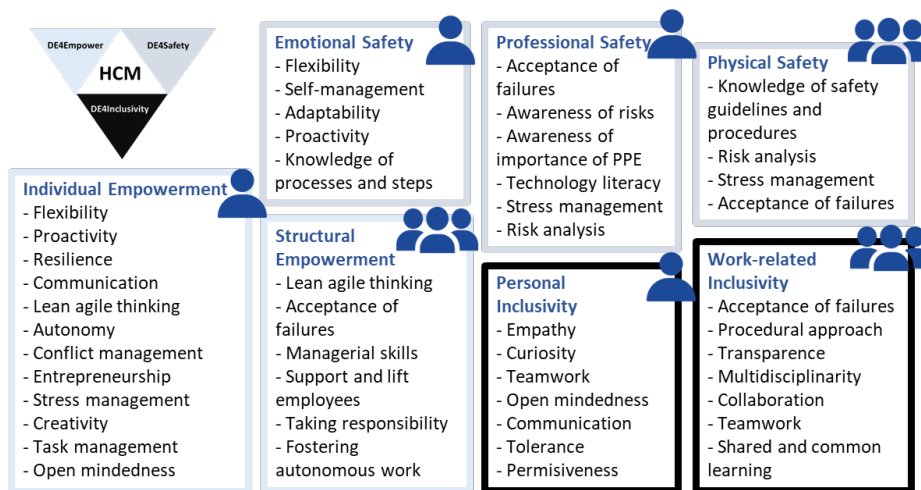 DE4Empower
DE4Safety
HCM
DE4Inclusivity
Emotional Safety
- Flexibility
- Self-management
- Adaptability
- Proactivity
- Knowledge of
processes and steps
Professional Safety
- Acceptance of
failures
- Awareness of risks
- Awareness of
importance of PPE
- Technology literacy
- Stress management
- Risk analysis
Physical Safety
- Knowledge of safety
guidelines and
procedures
- Risk analysis
- Stress management
- Acceptance of failures
Individual Empowerment
- Flexibility
- Proactivity
- Resilience
- Communication
- Lean agile thinking
- Autonomy
- Conflict management
- Entrepreneurship
- Stress management
- Creativity
- Task management
- Open mindedness
Structural
Empowerment
- Lean agile thinking
- Acceptance of
failures
- Managerial skills
- Support and lift
employees
- Taking responsibility
- Fostering
autonomous work
Personal
Inclusivity
- Empathy
- Curiosity
- Teamwork
- Open mindedness
- Communication
- Tolerance
- Permisiveness
Work-related
Inclusivity
- Acceptance of failures
- Procedural approach
- Transparence
- Multidisciplinarity
- Collaboration
- Teamwork
- Shared and common
learning